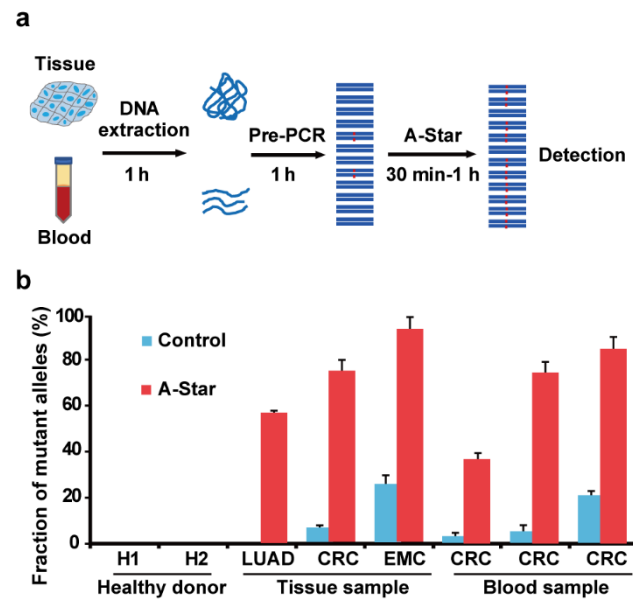 a
Tissue
DNA
extraction
1 h
Blood
Pre-PCR
1 h
A-Star
30 min-1 h
Detection
b
Fraction of mutant alleles (%)
100
80
60
40
20
0
Control
A-Star
H1 H2 LUAD CRC EMC CRC CRC CRC
Healthy donor Tissue sample Blood sample